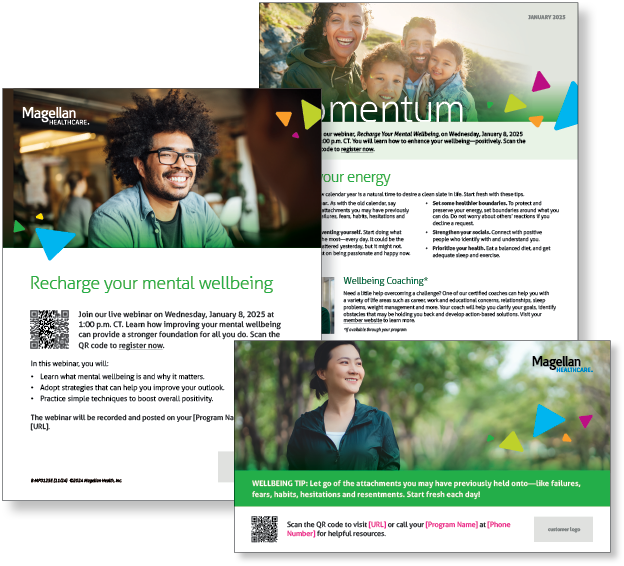 JANUARY 2025
omentum
our webinar, Recharge Your Mental Wellbeing, on Wednesday, January 8, 2025
p.m. CT. You will learn how to enhance your wellbeing—positively. Scan the
code to register now.
your energy
calendar year is a natural time to desire a clean slate in life. Start fresh with these tips.
As with the old calendar, say
attachments you may have previously
failures, fears, habits, hesitations and
yourself. Start doing what
the most—every day. It could be the
yesterday, but it might not.
on being passionate and happy now.
• Set some healthier boundaries. To protect and
preserve your energy, set boundaries around what you
can do. Do not worry about others' reactions if you
decline a request.
• Strengthen your socials. Connect with positive
people who identify with and understand you.
• Prioritize your health. Eat a balanced diet, and get
adequate sleep and exercise.
Wellbeing Coaching*
Need a little help overcoming a challenge? One of our certified coaches can help you with
a variety of life areas such as career, work and educational concerns, relationships, sleep
problems, weight management and more. Your coach will help you clarify your goals, identify
obstacles that may be holding you back and develop action-based solutions. Visit your
member website to learn more.
*If available through your program
Magellan
HEALTHCARE.
Recharge your mental wellbeing
Join our live webinar on Wednesday, January 8, 2025 at
1:00 p.m. CT. Learn how improving your mental wellbeing
can provide a stronger foundation for all you do. Scan the
QR code to register now.
In this webinar, you will:
• Learn what mental wellbeing is and why it matters.
• Adopt strategies that can help you improve your outlook.
• Practice simple techniques to boost overall positivity.
The webinar will be recorded and posted on your [Program Na
[URL].
B-MF0125E (11/24) ©2024 Magellan Health, Inc.
Magellan
HEALTHCARE.
WELLBEING TIP: Let go of the attachments you may have previously held onto—like failures,
fears, habits, hesitations and resentments. Start fresh each day!
Scan the QR code to visit [URL] or call your [Program Name] at [Phone
Number] for helpful resources.
customer logo